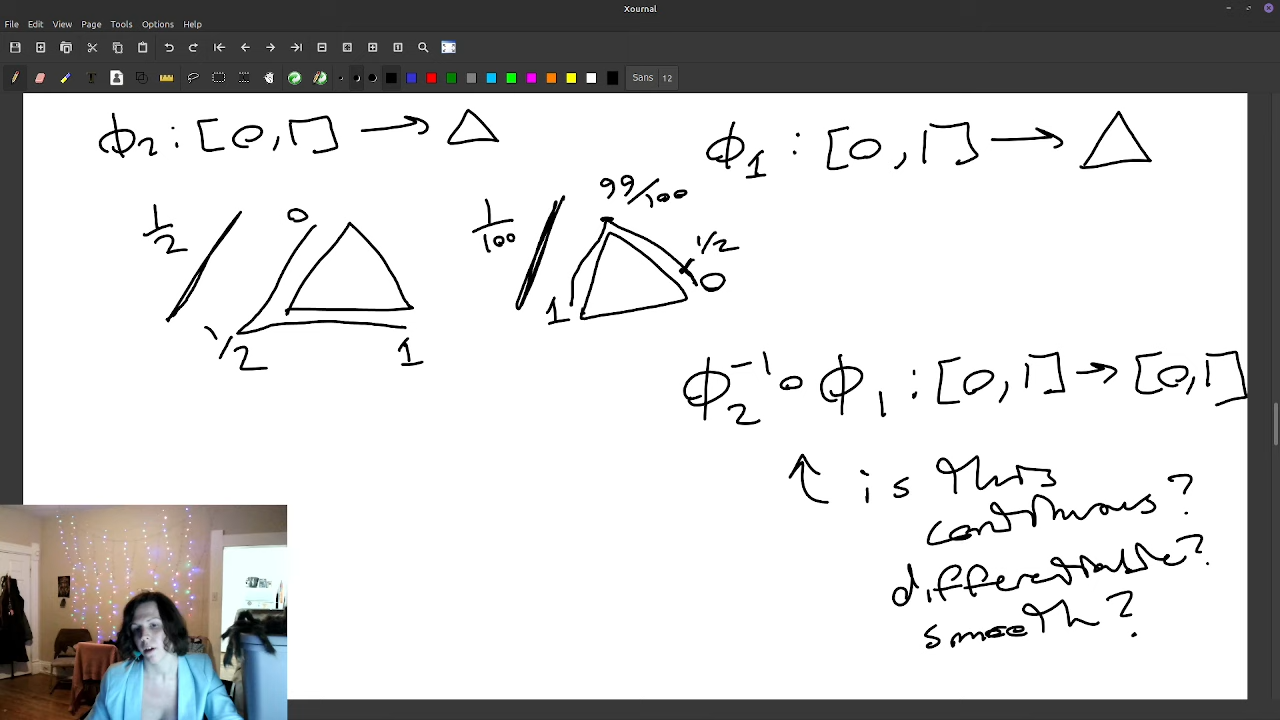 Xournal
File Edit View Page Tools Options Help
Sans 12
ϕ₂ : [0,1] → △
ϕ₁ : [0,1] → △
1/2
0
1/2
1
1/100
99/100
1/2
0
1
ϕ₂⁻¹ ∘ ϕ₁ : [0,1] → [0,1]
↑ is this
continuous?
differentiable?
smooth?